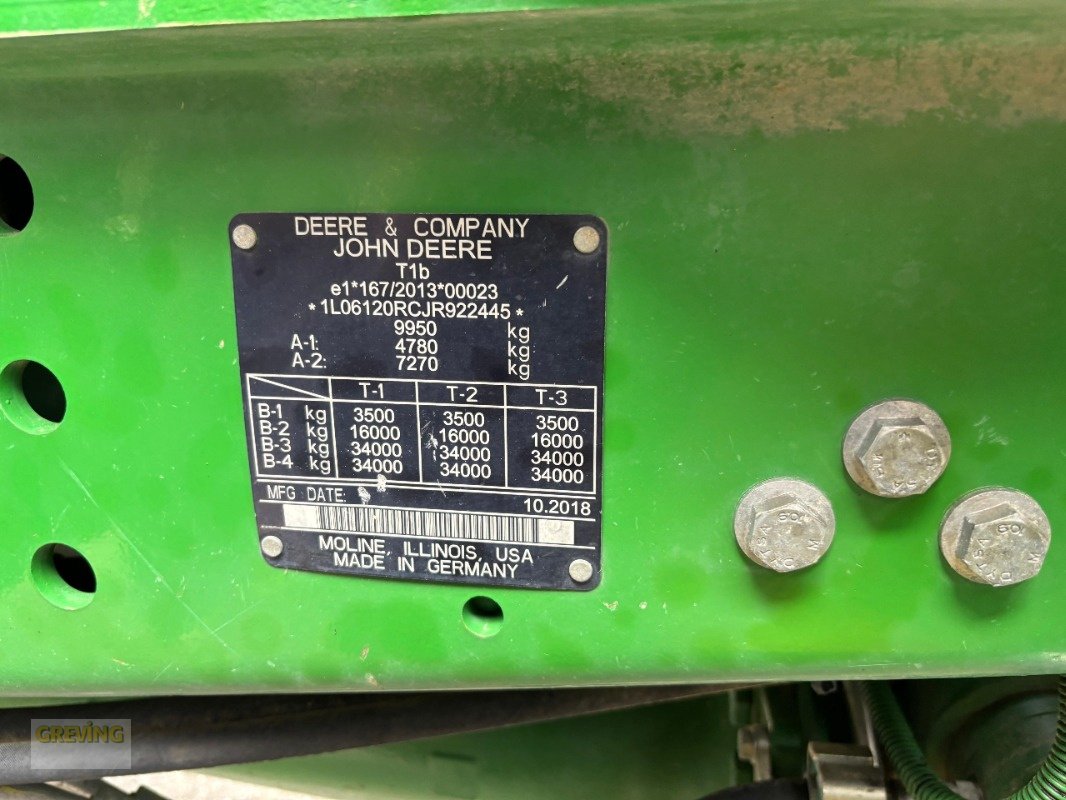 DEERE & COMPANY
JOHN DEERE
T1b
e1*167/2013*00023
*1L06120RCJR922445*
9950 kg
A-1: 4780 kg
A-2: 7270 kg
T-1 T-2 T-3
B-1 kg 3500 3500 3500
B-2 kg 16000 16000 16000
B-3 kg 34000 34000 34000
B-4 kg 34000 34000 34000
MFG DATE: 10.2018
MOLINE, ILLINOIS, USA
MADE IN GERMANY
GREVING